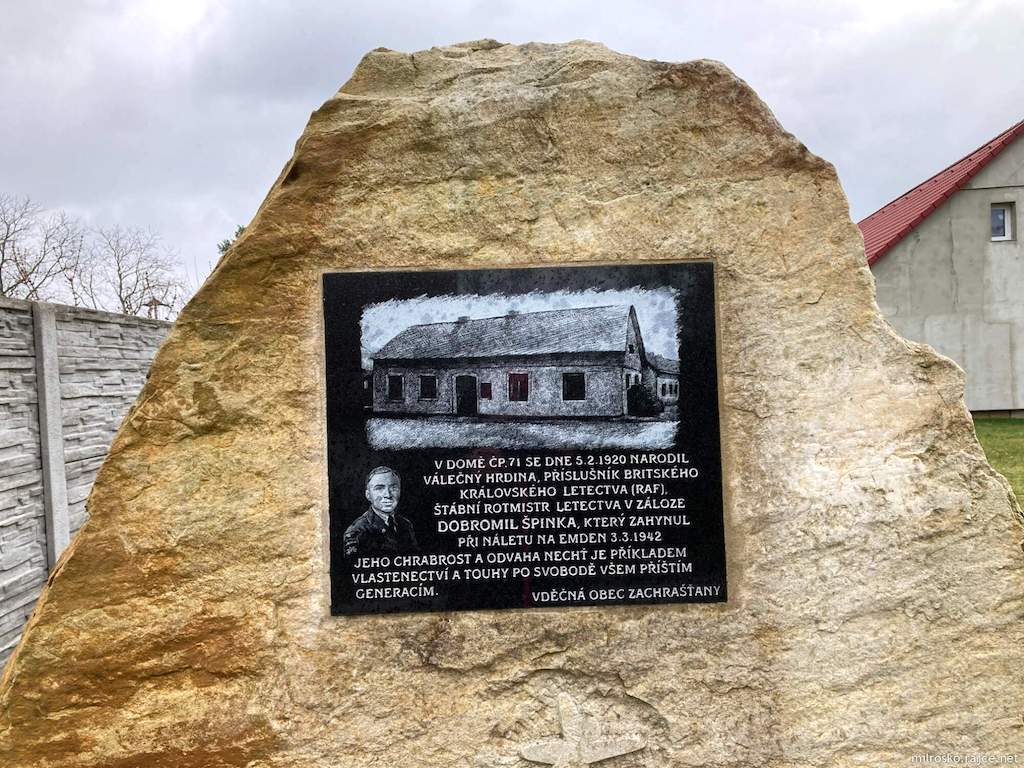 V DOMĚ ČP.71 SE DNE 5.2.1920 NARODIL
VÁLEČNÝ HRDINA, PŘÍSLUŠNÍK BRITSKÉHO
KRÁLOVSKÉHO LETECTVA (RAF),
ŠTÁBNÍ ROTMISTR LETECTVA V ZÁLOZE
DOBROMIL ŠPINKA, KTERÝ ZAHYNUL
PŘI NÁLETU NA EMDEN 3.3.1942
JEHO CHRABROST A ODVAHA NECHŤ JE PŘÍKLADEM
VLASTENECTVÍ A TOUHY PO SVOBODĚ VŠEM PŘÍŠTÍM
GENERACÍM.
VDĚČNÁ OBEC ZACHRAŠŤANY
milrosko.rajce.net